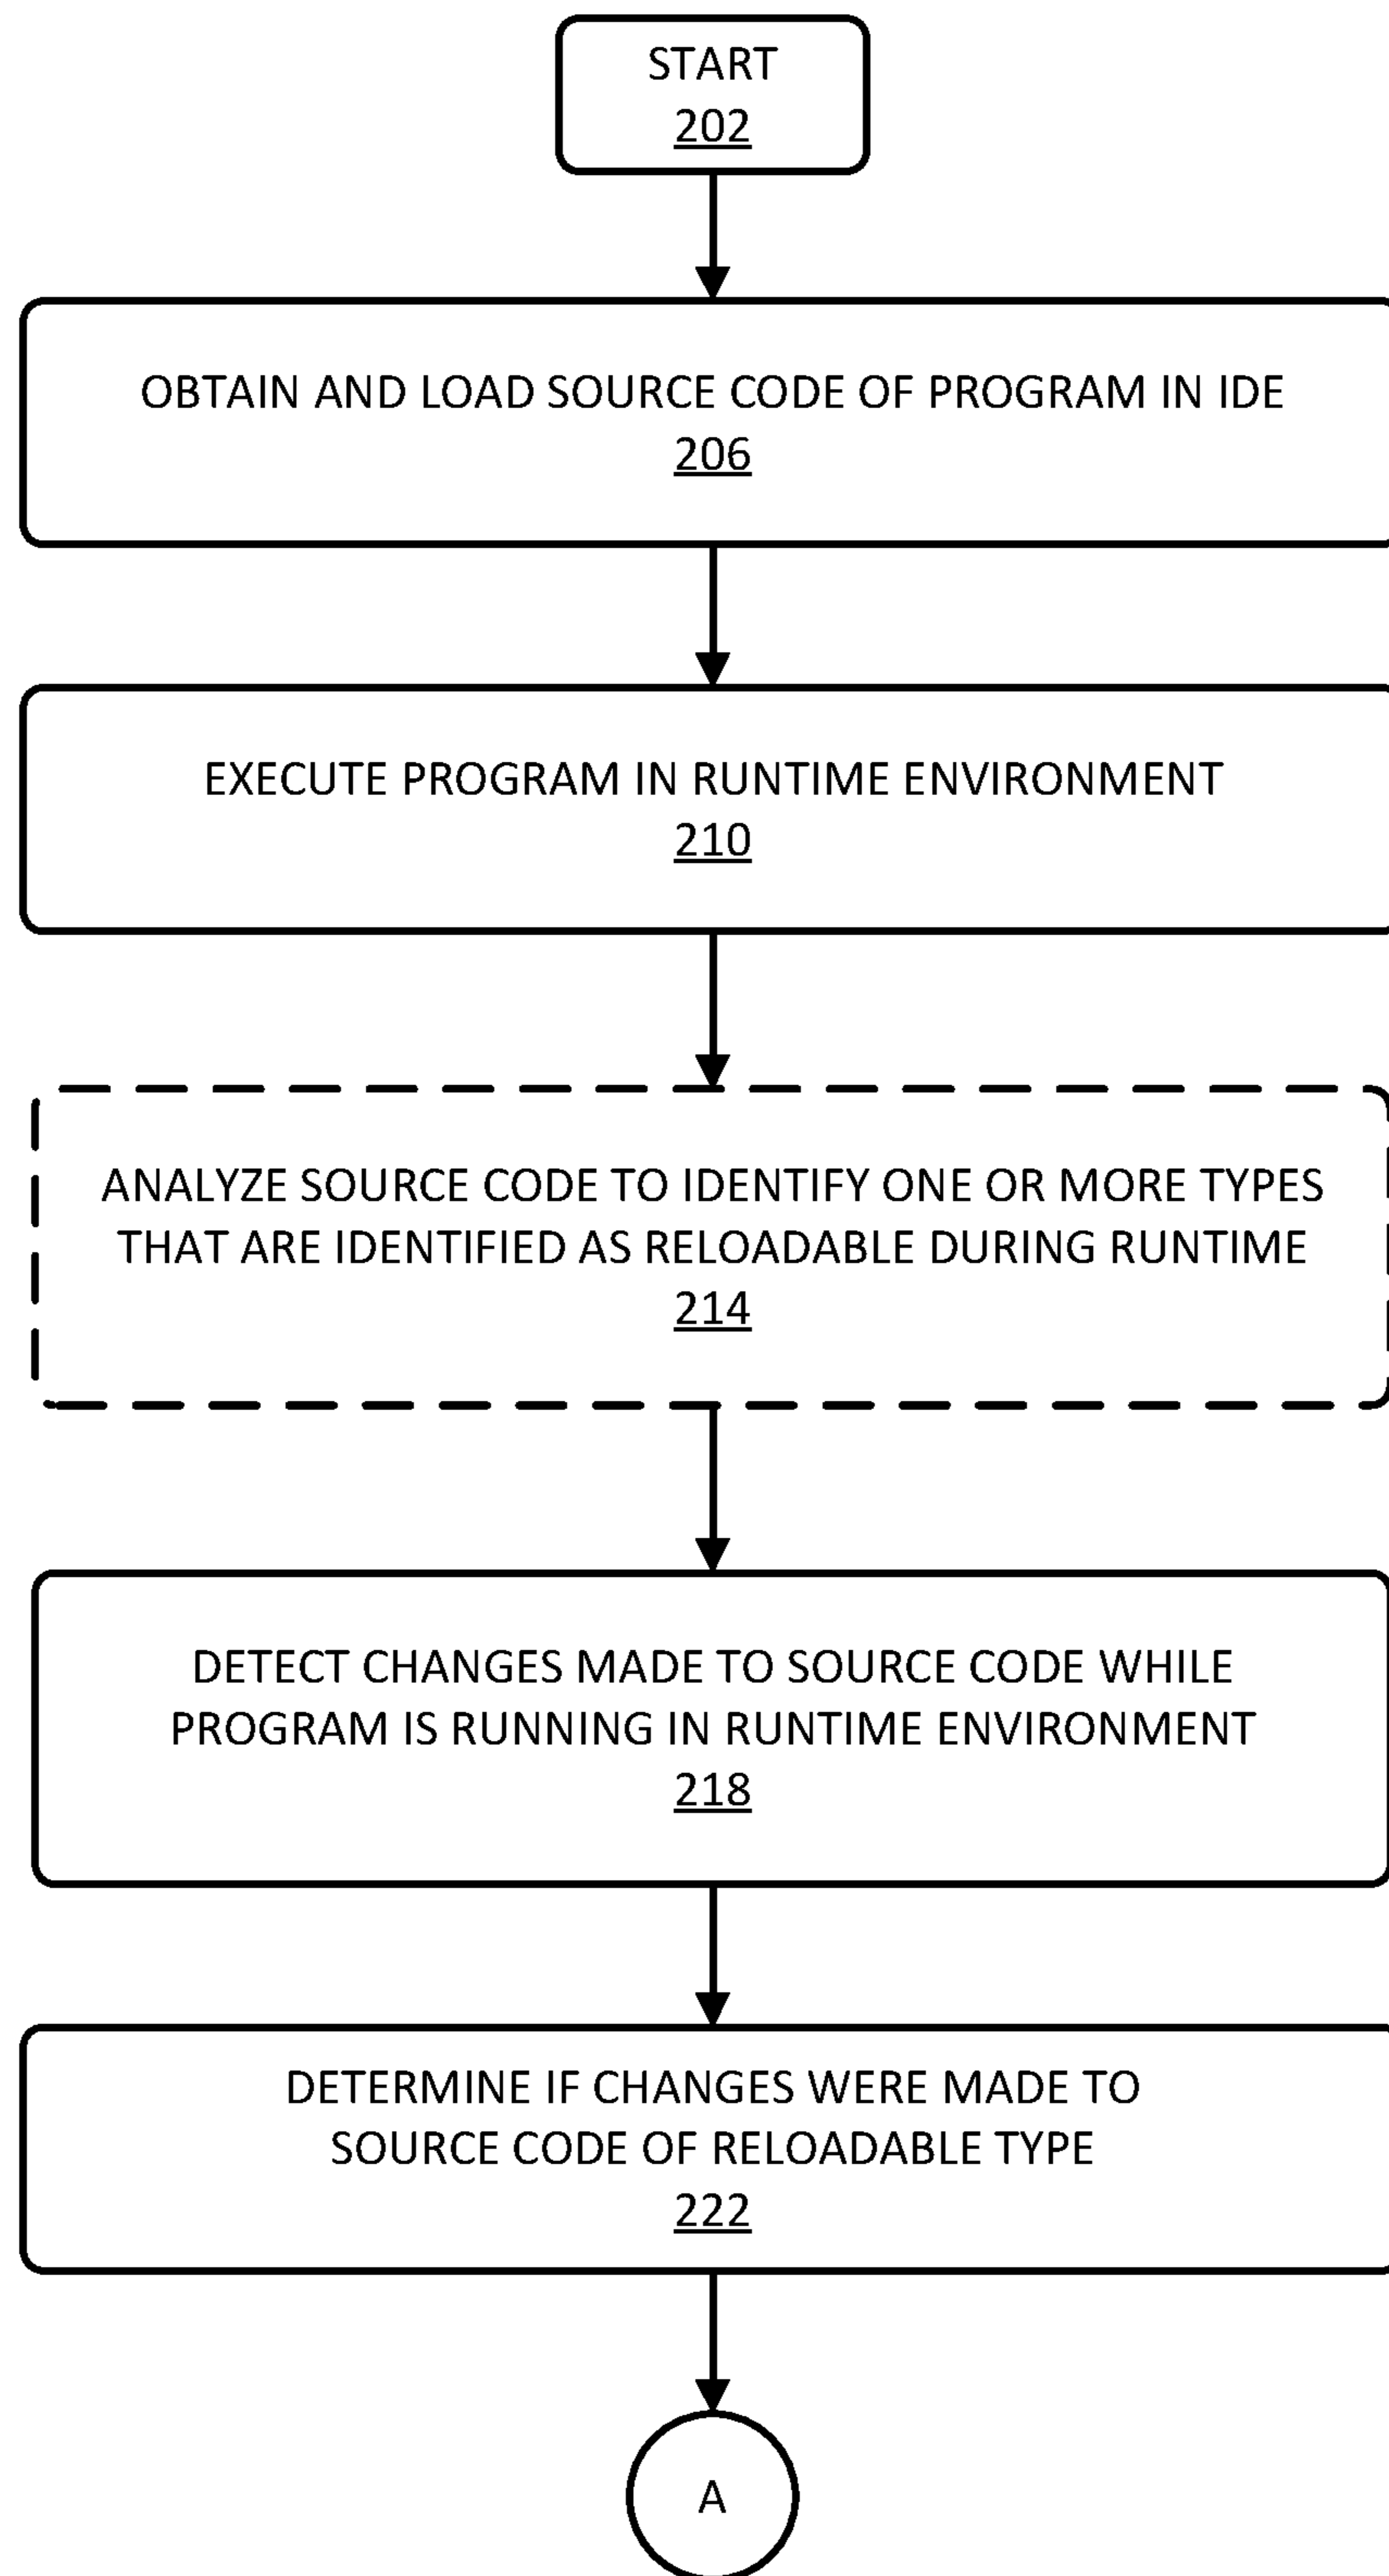 START
202
OBTAIN AND LOAD SOURCE CODE OF PROGRAM IN IDE
206
EXECUTE PROGRAM IN RUNTIME ENVIRONMENT
210
ANALYZE SOURCE CODE TO IDENTIFY ONE OR MORE TYPES
THAT ARE IDENTIFIED AS RELOADABLE DURING RUNTIME
214
DETECT CHANGES MADE TO SOURCE CODE WHILE
PROGRAM IS RUNNING IN RUNTIME ENVIRONMENT
218
DETERMINE IF CHANGES WERE MADE TO
SOURCE CODE OF RELOADABLE TYPE
222
A